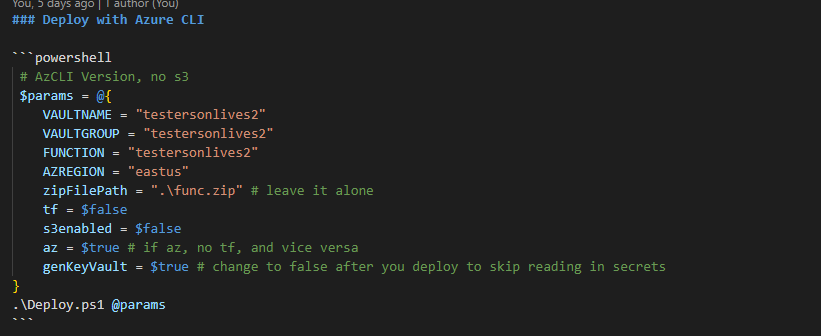 You, 5 days ago | 1 author (You)
### Deploy with Azure CLI
```powershell
# AzCLI Version, no s3
$params = @{
VAULTNAME = "testersonlives2"
VAULTGROUP = "testersonlives2"
FUNCTION = "testersonlives2"
AZREGION = "eastus"
zipFilePath = ".\func.zip" # leave it alone
tf = $false
s3enabled = $false
az = $true # if az, no tf, and vice versa
genKeyVault = $true # change to false after you deploy to skip reading in secrets
}
.\Deploy.ps1 @params
```